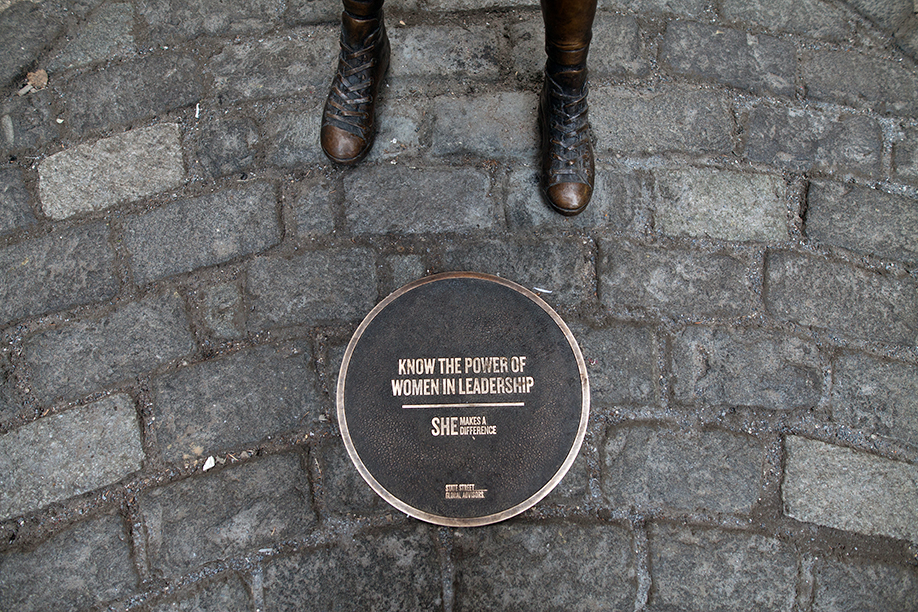 KNOW THE POWER OF
WOMEN IN LEADERSHIP
SHE MAKES A
DIFFERENCE
STATE STREET
GLOBAL ADVISORS